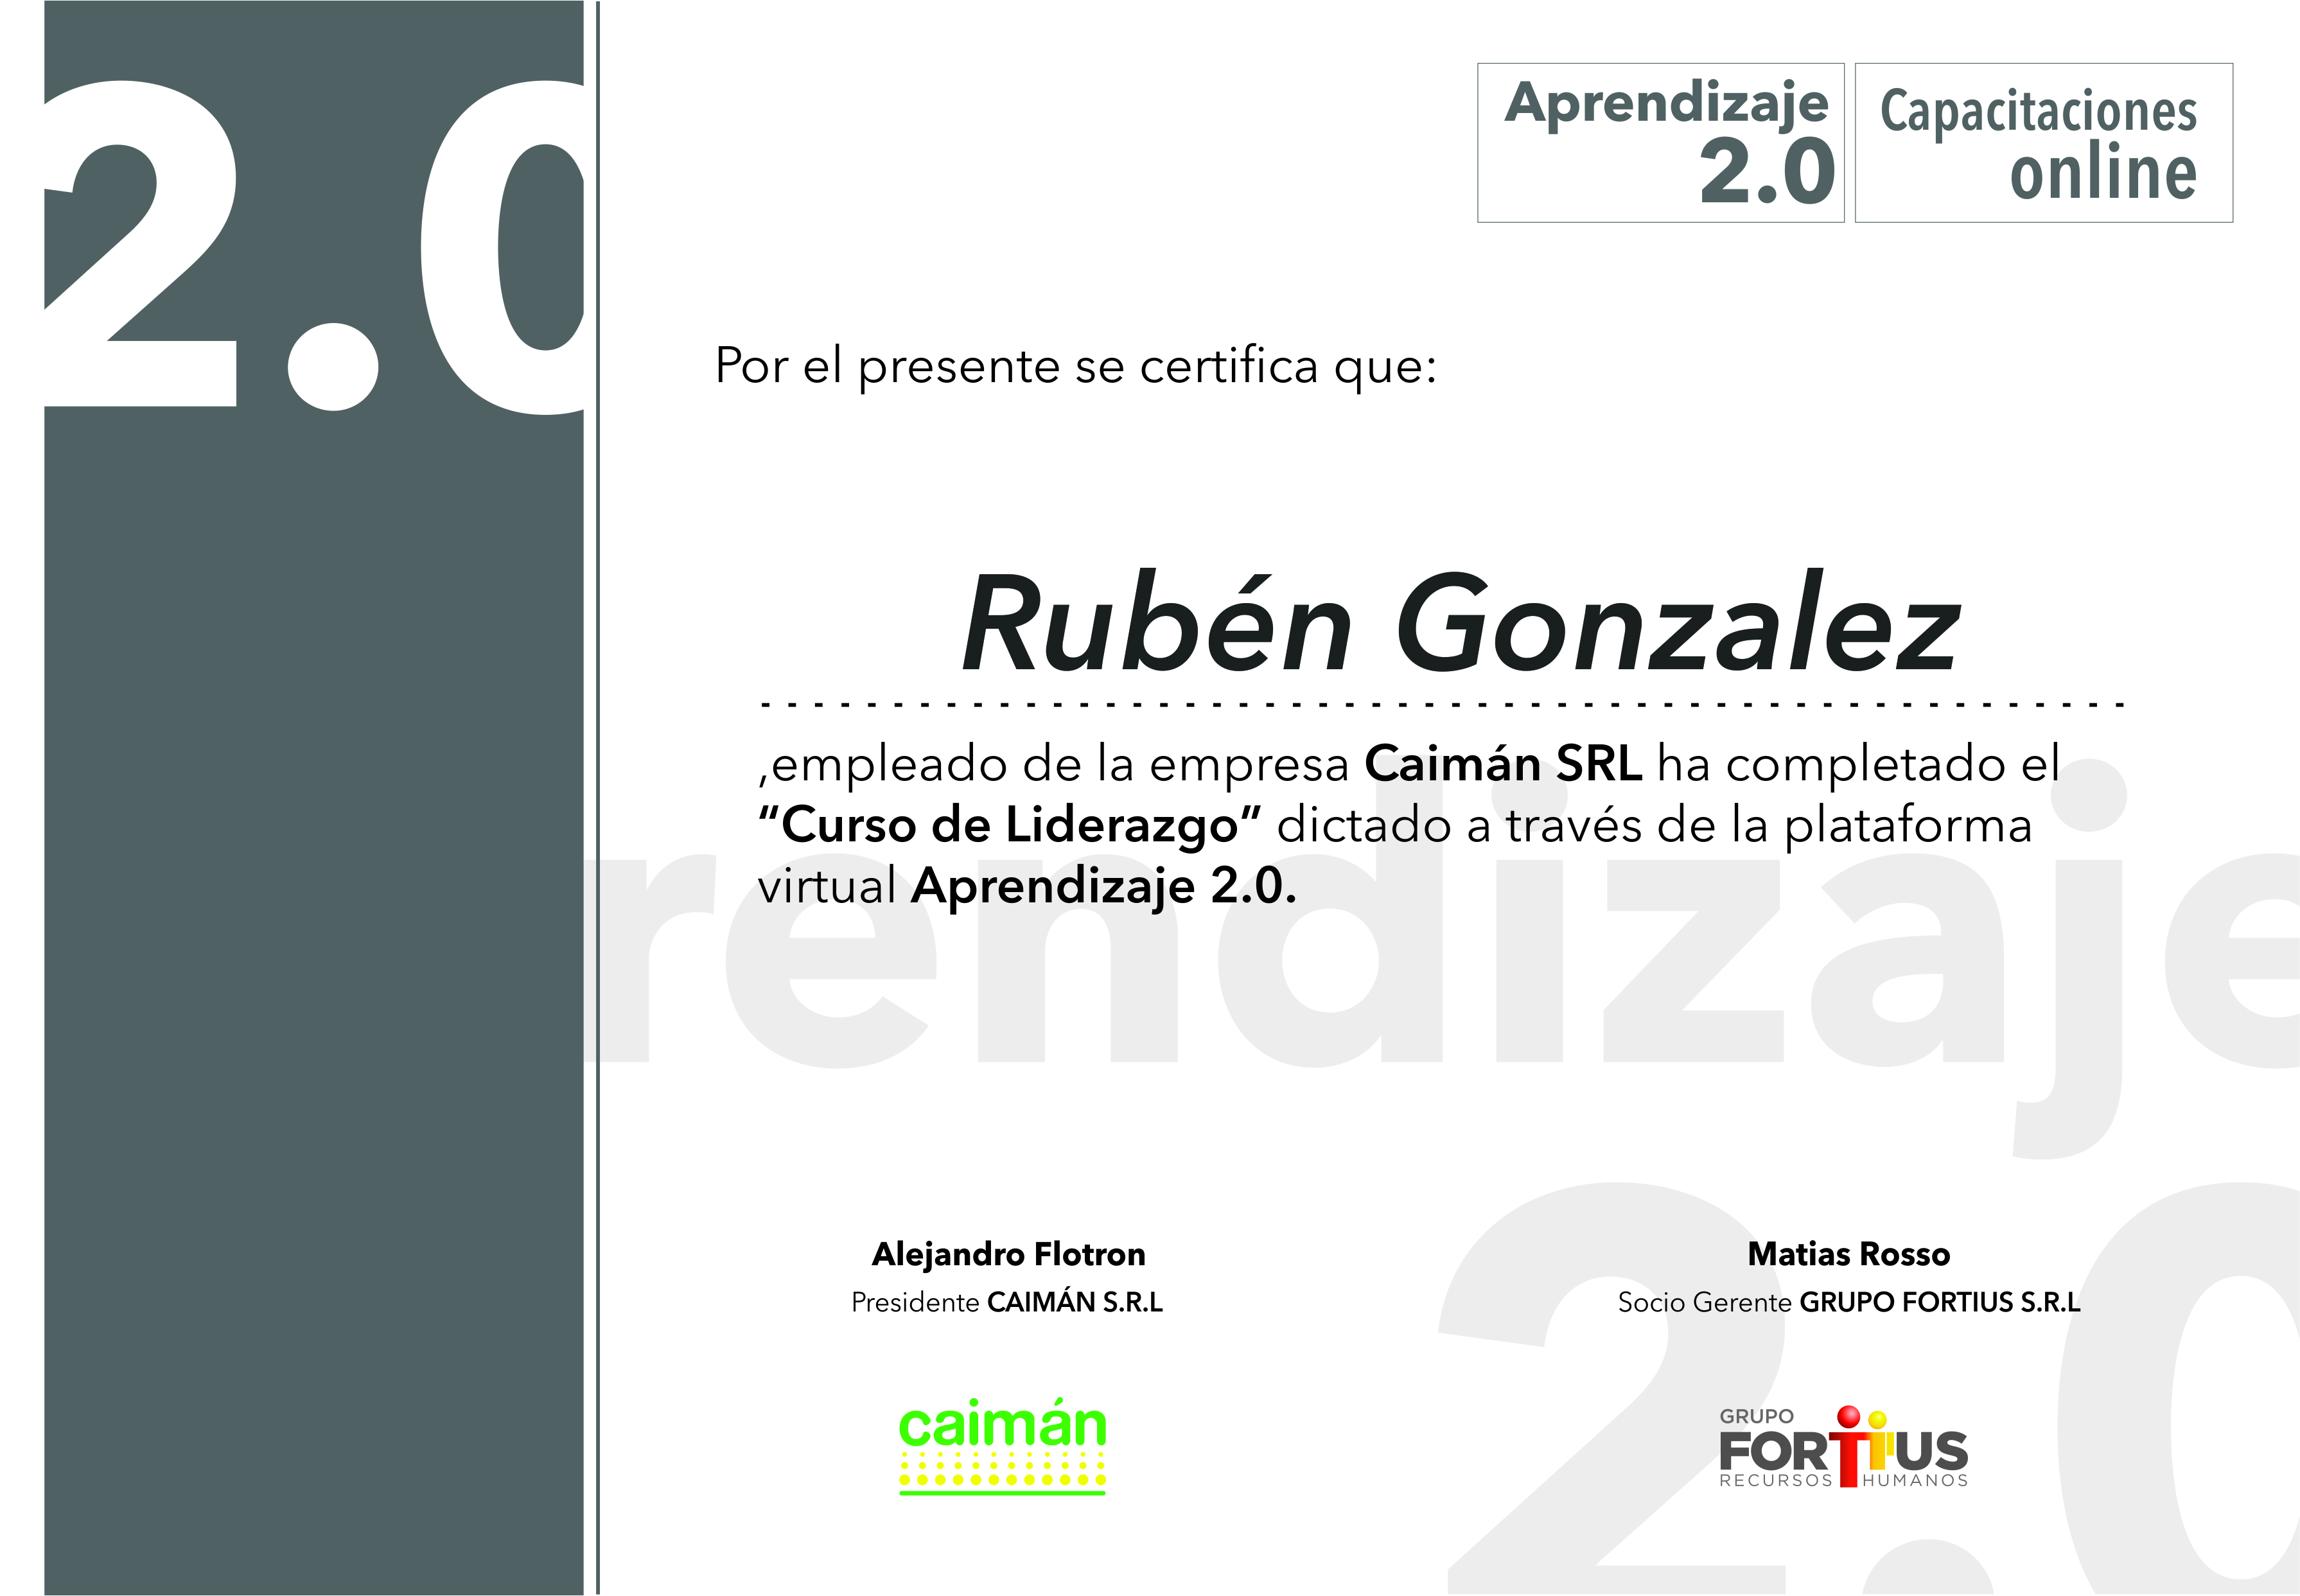 2.0
Aprendizaje
2.0
Capacitaciones
online
Por el presente se certifica que:
Rubén Gonzalez
,empleado de la empresa Caimán SRL ha completado el
“Curso de Liderazgo“ dictado a través de la plataforma
virtual Aprendizaje 2.0.
rendizaje
2.0
Alejandro Flotron
Presidente CAIMÁN S.R.L
Matias Rosso
Socio Gerente GRUPO FORTIUS S.R.L
caimán
GRUPO
FORTIUS
RECURSOS HUMANOS